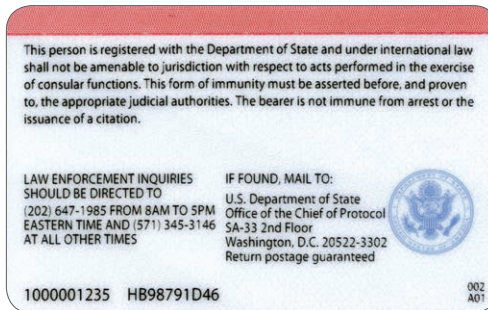 This person is registered with the Department of State and under international law
shall not be amenable to jurisdiction with respect to acts performed in the exercise
of consular functions. This form of immunity must be asserted before, and proven
to, the appropriate judicial authorities. The bearer is not immune from arrest or the
issuance of a citation.
LAW ENFORCEMENT INQUIRIES
SHOULD BE DIRECTED TO
(202) 647-1985 FROM 8AM TO 5PM
EASTERN TIME AND (571) 345-3146
AT ALL OTHER TIMES
IF FOUND, MAIL TO:
U.S. Department of State
Office of the Chief of Protocol
SA-33 2nd Floor
Washington, D.C. 20522-3302
Return postage guaranteed
1000001235 HB98791D46
002
A01